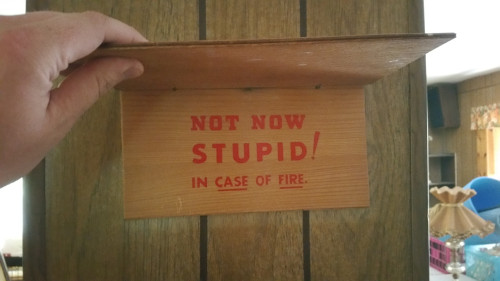 NOT NOW
STUPID!
IN CASE OF FIRE.